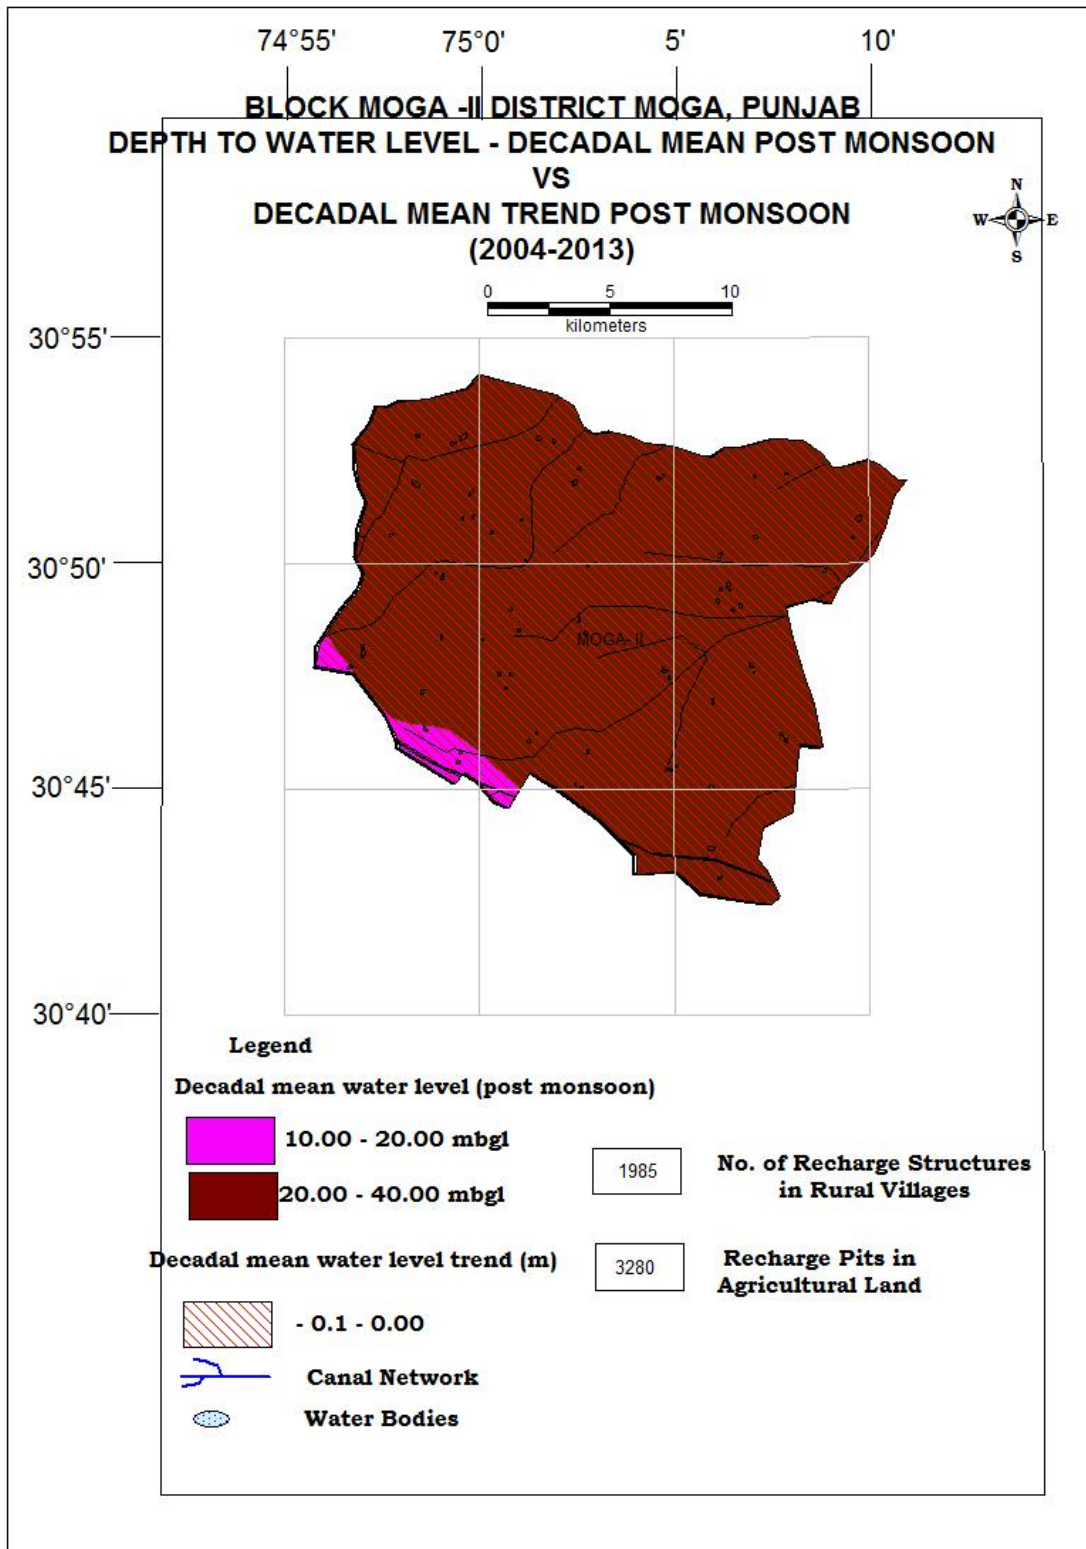 74°55' 75°0' 5' 10'
BLOCK MOGA -II DISTRICT MOGA, PUNJAB
DEPTH TO WATER LEVEL - DECADAL MEAN POST MONSOON
VS
DECADAL MEAN TREND POST MONSOON
(2004-2013)
N
W E
S
0 5 10
kilometers
30°55'
30°50'
MOGA- II
30°45'
30°40'
Legend
Decadal mean water level (post monsoon)
10.00 - 20.00 mbgl
20.00 - 40.00 mbgl
1985
No. of Recharge Structures
in Rural Villages
Decadal mean water level trend (m)
3280
Recharge Pits in
Agricultural Land
- 0.1 - 0.00
Canal Network
Water Bodies